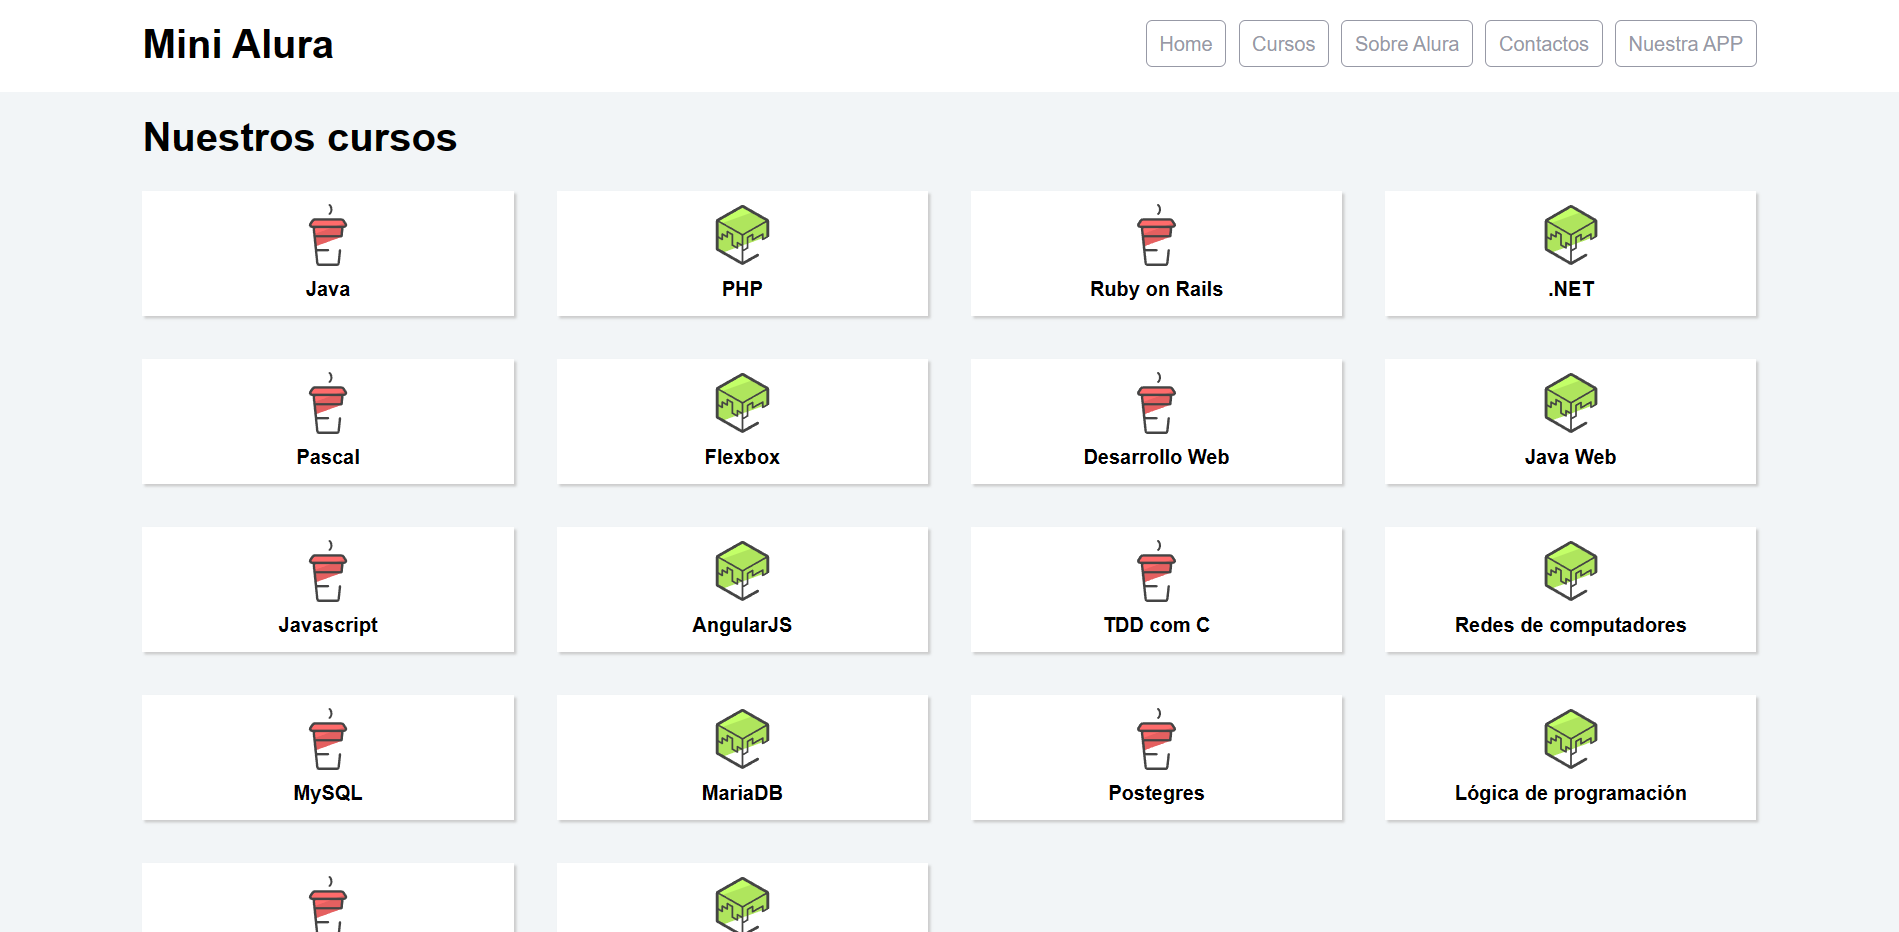 Mini Alura
Home Cursos Sobre Alura Contactos Nuestra APP
Nuestros cursos
Java PHP Ruby on Rails .NET
Pascal Flexbox Desarrollo Web Java Web
Javascript AngularJS TDD com C Redes de computadores
MySQL MariaDB Postegres Lógica de programación